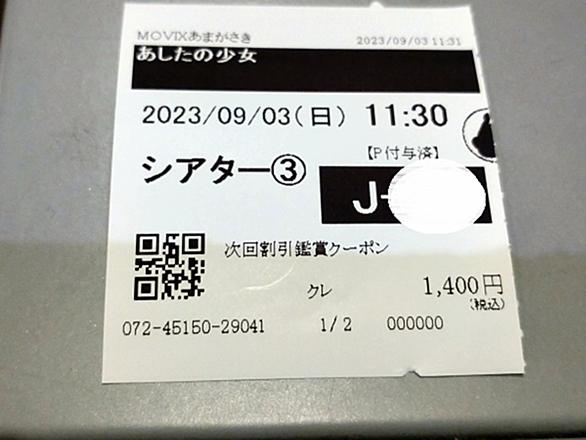 MOVIXあまがさき 2023/09/03 11:31
あしたの少女
2023/09/03(日) 11:30
【P付与済】
シアター③
J-
次回割引鑑賞クーポン
クレ 1,400円
(税込)
072-45150-29041 1/2 000000